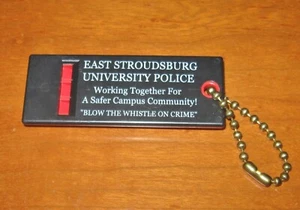 EAST STROUDSBURG
UNIVERSITY POLICE
Working Together For
A Safer Campus Community!
"BLOW THE WHISTLE ON CRIME"